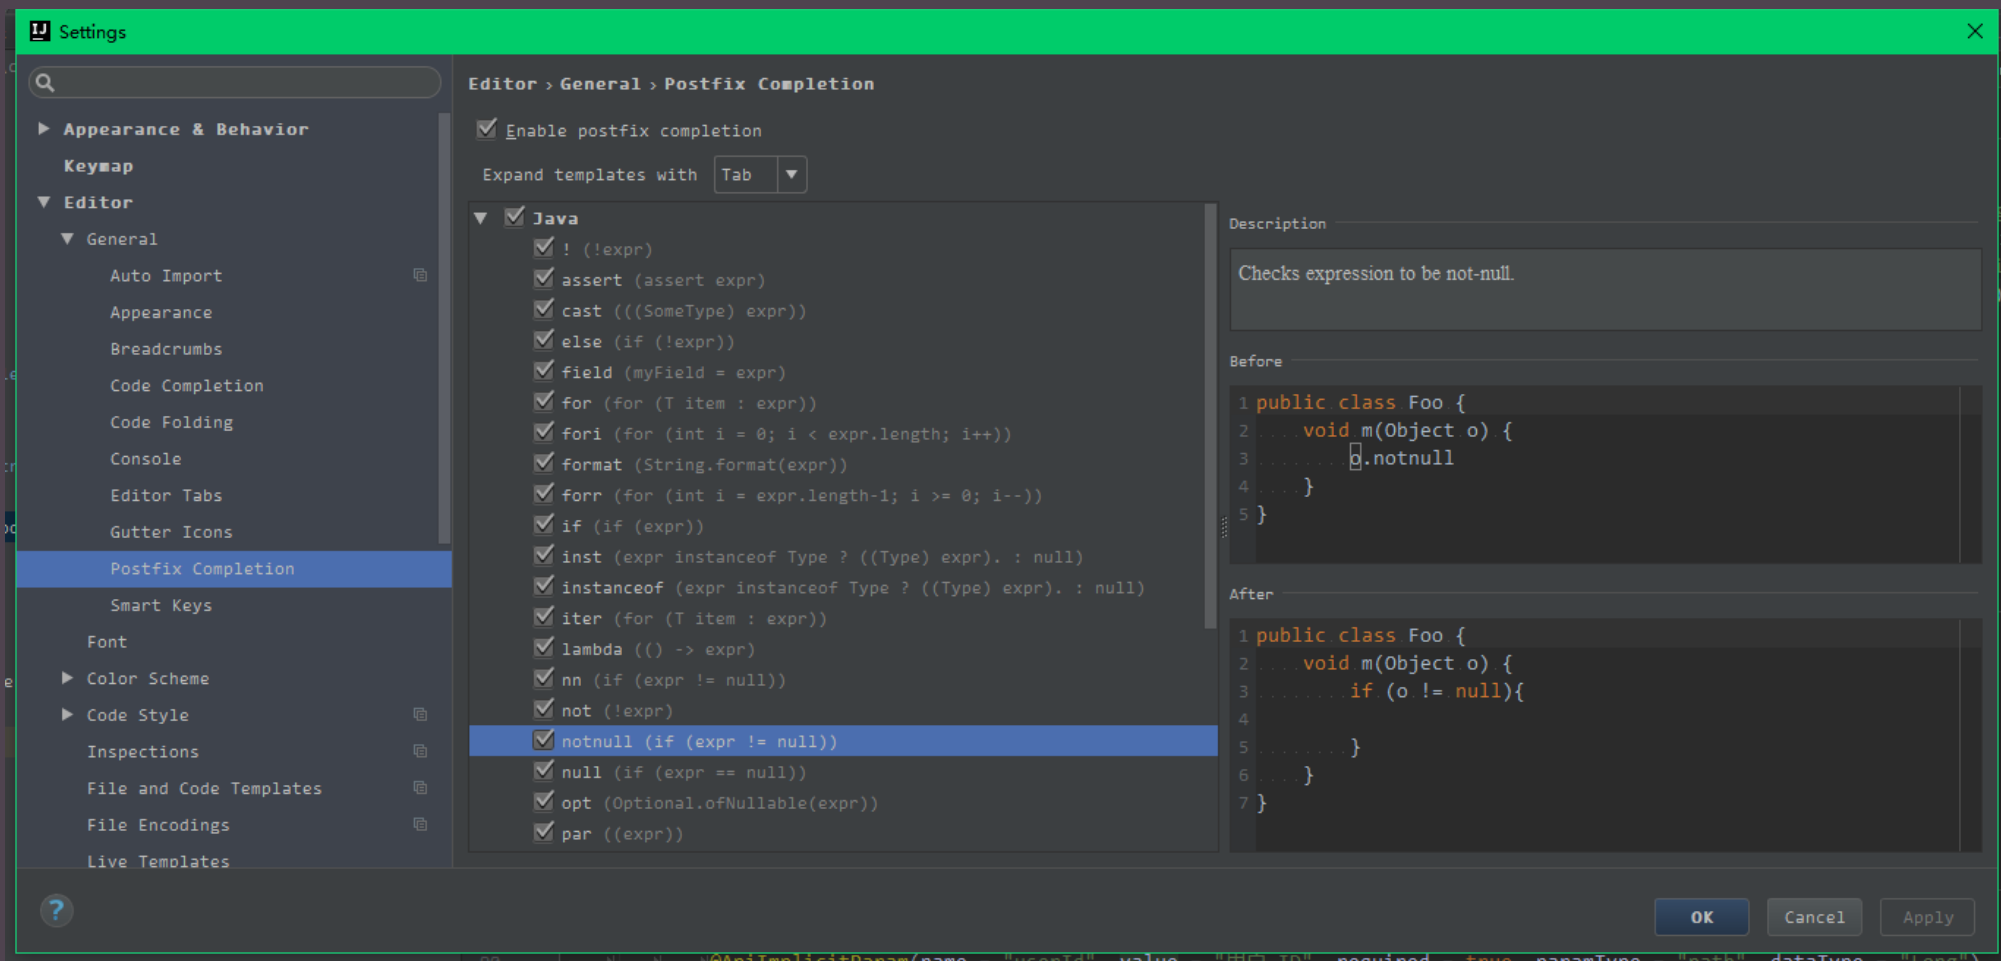 Settings
Editor › General › Postfix Completion
Appearance & Behavior
Keymap
Editor
General
Auto Import
Appearance
Breadcrumbs
Code Completion
Code Folding
Console
Editor Tabs
Gutter Icons
Postfix Completion
Smart Keys
Font
Color Scheme
Code Style
Inspections
File and Code Templates
File Encodings
Live Templates
Enable postfix completion
Expand templates with Tab
Java
! (!expr)
assert (assert expr)
cast (((SomeType) expr))
else (if (!expr))
field (myField = expr)
for (for (T item : expr))
fori (for (int i = 0; i < expr.length; i++))
format (String.format(expr))
forr (for (int i = expr.length-1; i >= 0; i--))
if (if (expr))
inst (expr instanceof Type ? ((Type) expr). : null)
instanceof (expr instanceof Type ? ((Type) expr). : null)
iter (for (T item : expr))
lambda (() -> expr)
nn (if (expr != null))
not (!expr)
notnull (if (expr != null))
null (if (expr == null))
opt (Optional.ofNullable(expr))
par ((expr))
Description
Checks expression to be not-null.
Before
1 public class Foo {
2 void m(Object o) {
3 o.notnull
4 }
5 }
After
1 public class Foo {
2 void m(Object o) {
3 if (o != null){
4
5 }
6 }
7 }
?
OK
Cancel
Apply